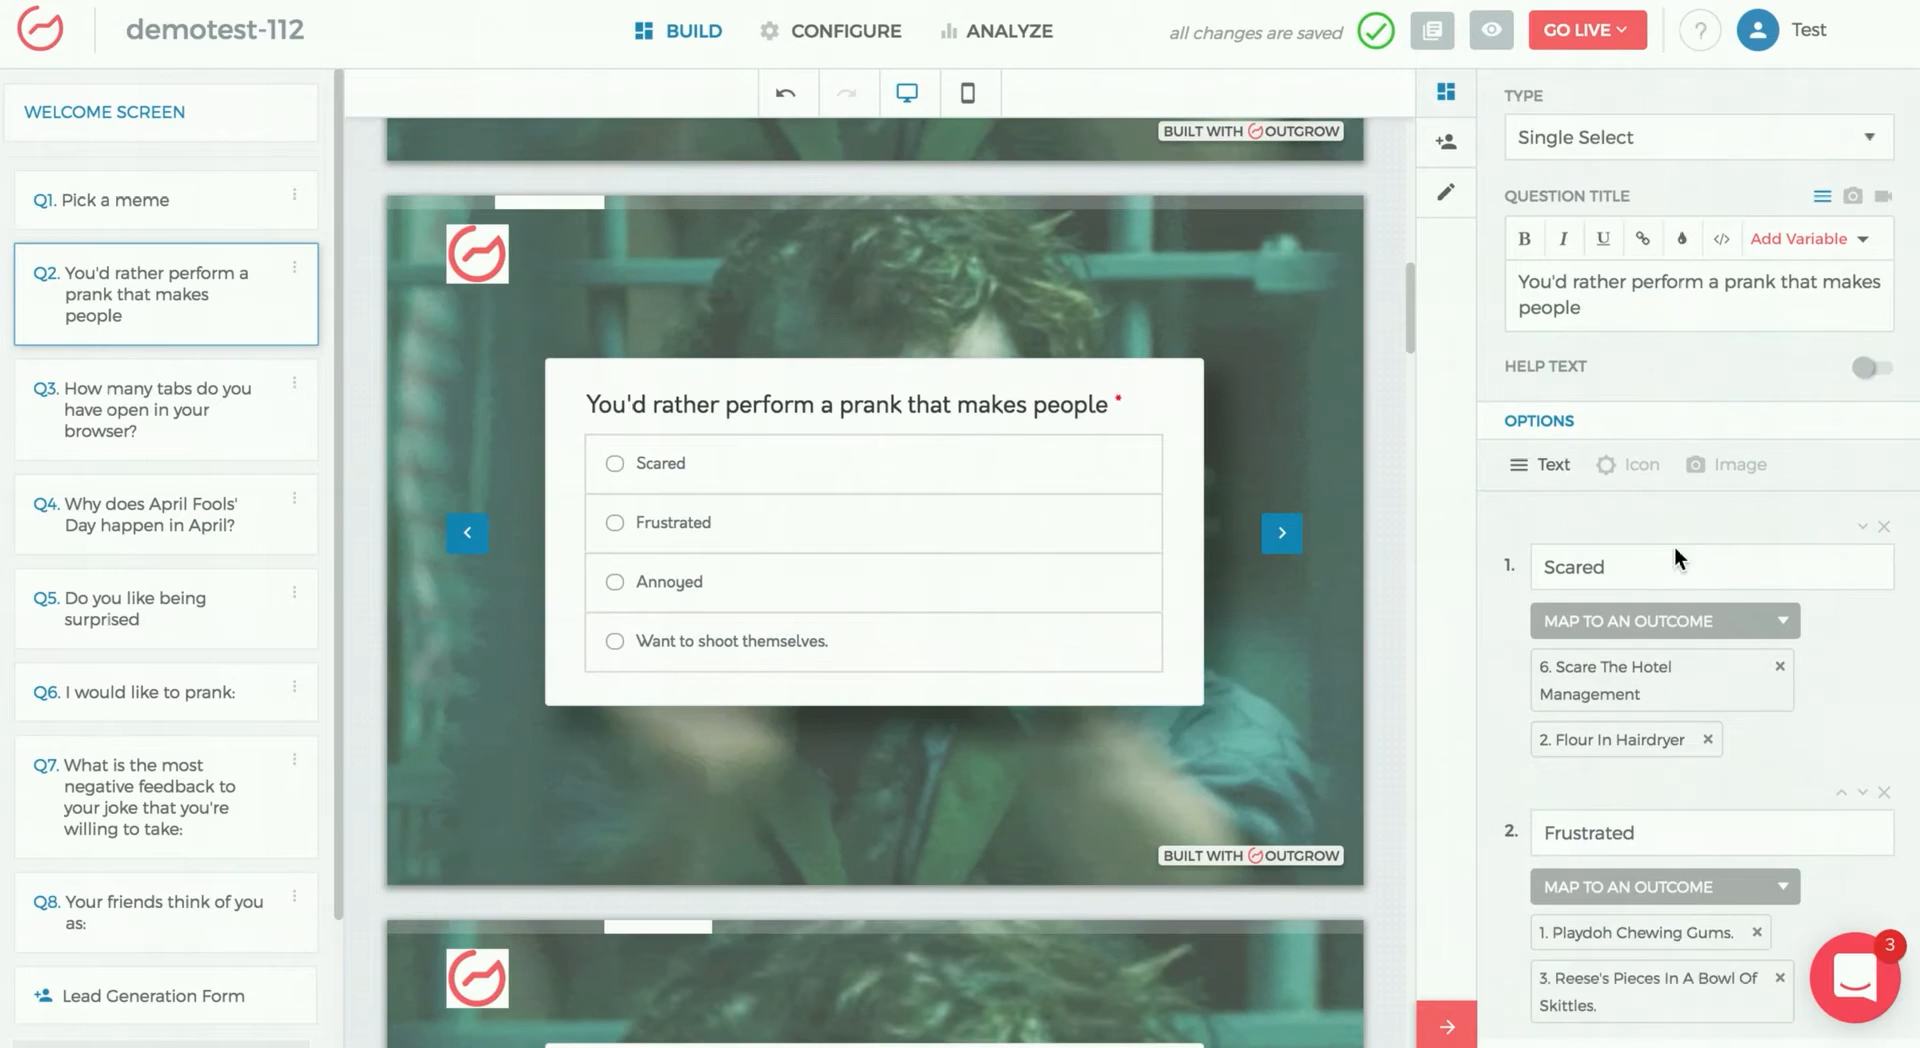 demotest-112
BUILD
CONFIGURE
ANALYZE
all changes are saved
GO LIVE
?
Test
WELCOME SCREEN
Q1. Pick a meme
Q2. You'd rather perform a
prank that makes
people
Q3. How many tabs do you
have open in your
browser?
Q4. Why does April Fools'
Day happen in April?
Q5. Do you like being
surprised
Q6. I would like to prank:
Q7. What is the most
negative feedback to
your joke that you're
willing to take:
Q8. Your friends think of you
as:
Lead Generation Form
BUILT WITH OUTGROW
You'd rather perform a prank that makes people *
Scared
Frustrated
Annoyed
Want to shoot themselves.
BUILT WITH OUTGROW
TYPE
Single Select
QUESTION TITLE
B I U </> Add Variable
You'd rather perform a prank that makes
people
HELP TEXT
OPTIONS
Text
Icon
Image
1. Scared
MAP TO AN OUTCOME
6. Scare The Hotel
Management
2. Flour In Hairdryer
2. Frustrated
MAP TO AN OUTCOME
1. Playdoh Chewing Gums.
3. Reese's Pieces In A Bowl Of
Skittles.
3